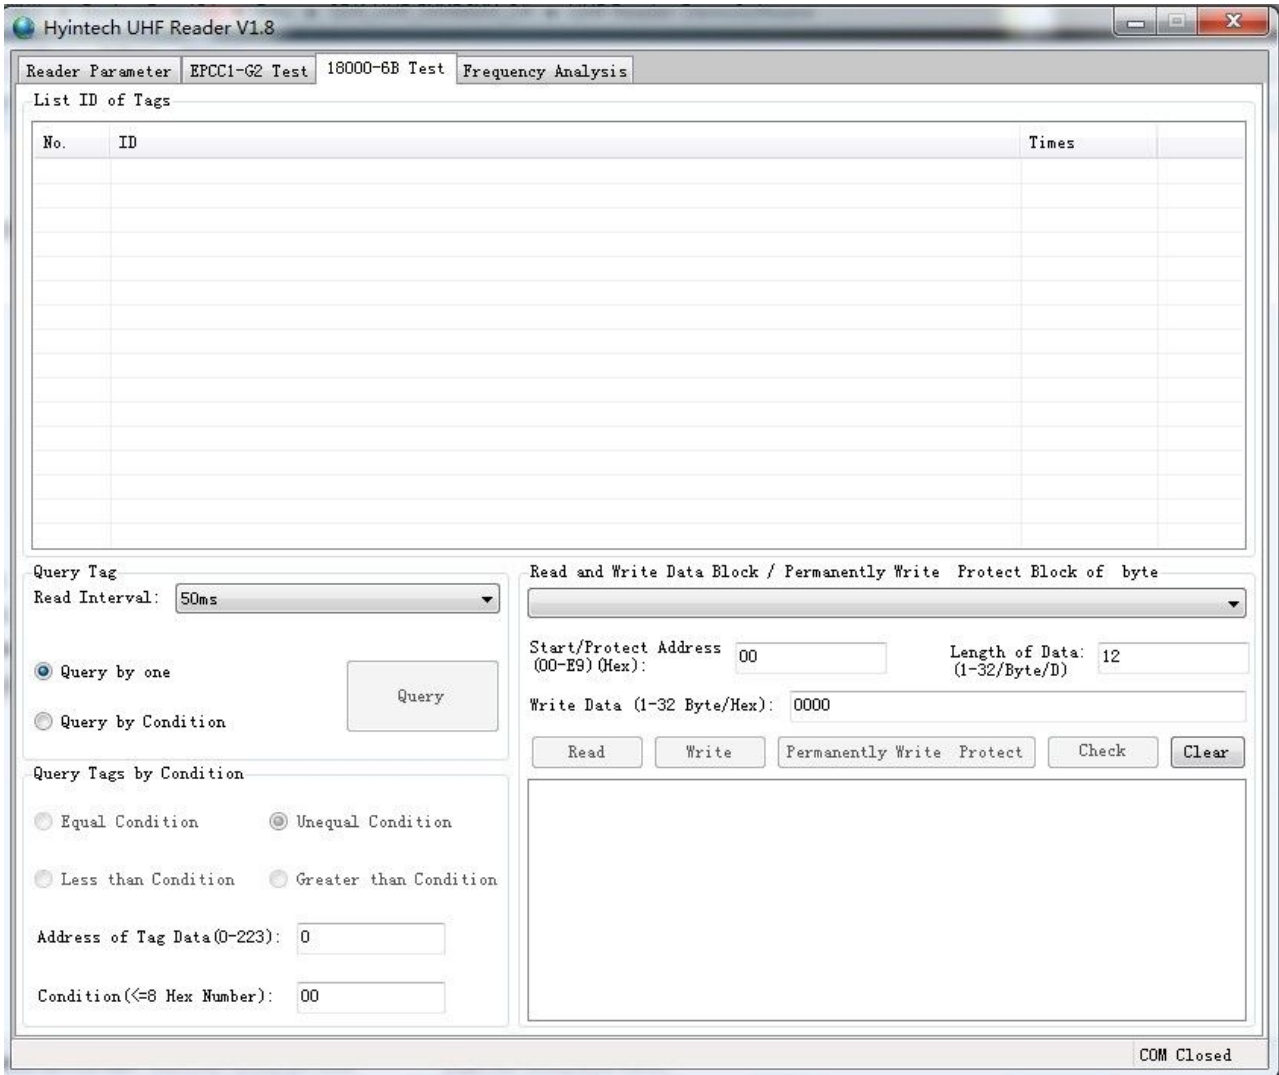 Hyintech UHF Reader V1.8
Reader Parameter EPCC1-G2 Test 18000-6B Test Frequency Analysis
List ID of Tags
No. ID Times
Query Tag
Read Interval: 50ms
Query by one
Query by Condition
Query
Query Tags by Condition
Equal Condition Unequal Condition
Less than Condition Greater than Condition
Address of Tag Data(0-223): 0
Condition(<=8 Hex Number): 00
Read and Write Data Block / Permanently Write Protect Block of byte
Start/Protect Address
(00-E9)(Hex): 00
Length of Data: 12
(1-32/Byte/D)
Write Data (1-32 Byte/Hex): 0000
Read Write Permanently Write Protect Check Clear
COM Closed